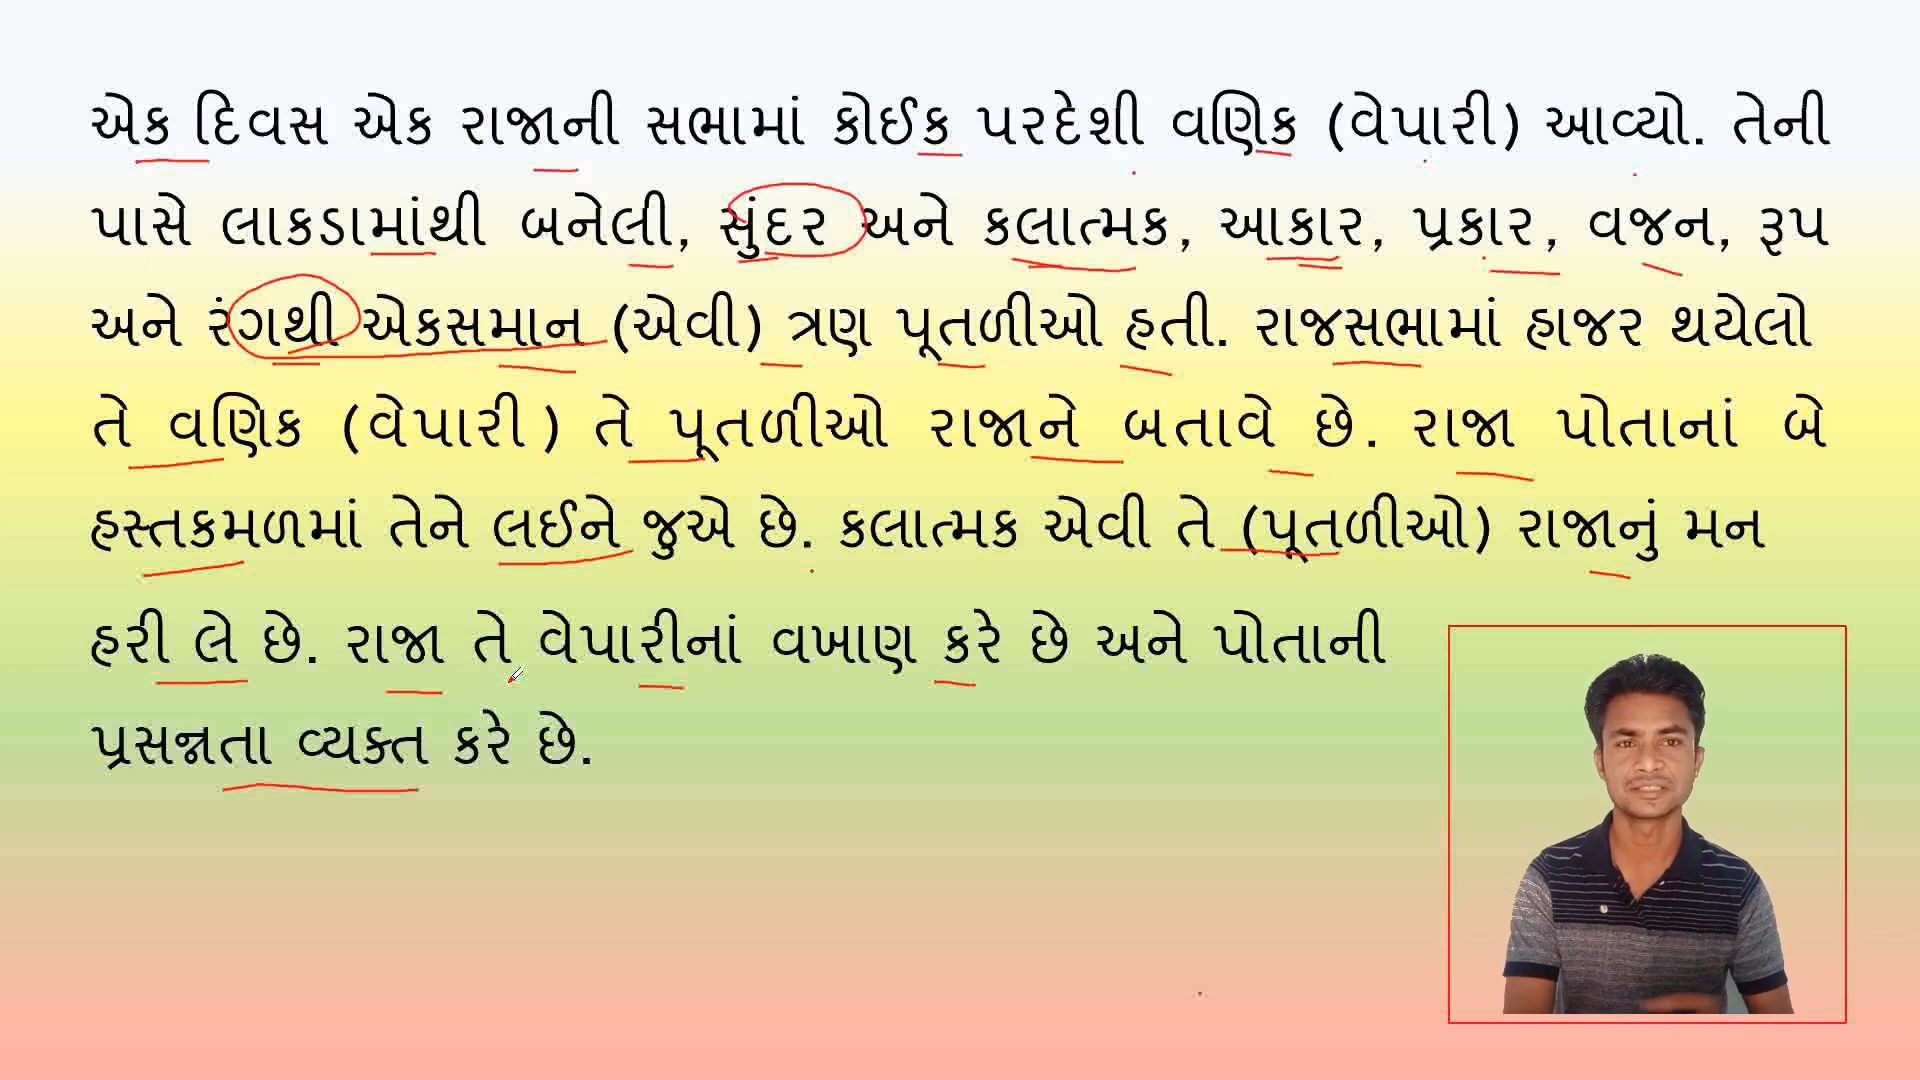 એક દિવસ એક રાજાની સભામાં કોઈક પરદેશી વણિક (વેપારી) આવ્યો. તેની
પાસે લાકડામાંથી બનેલી, સુંદર અને કલાત્મક, આકાર, પ્રકાર, વજન, રૂપ
અને રંગથી એકસમાન (એવી) ત્રણ પૂતળીઓ હતી. રાજસભામાં હાજર થયેલો
તે વણિક (વેપારી) તે પૂતળીઓ રાજાને બતાવે છે. રાજા પોતાનાં બે
હસ્તકમળમાં તેને લઈને જુએ છે. કલાત્મક એવી તે (પૂતળીઓ) રાજાનું મન
હરી લે છે. રાજા તે વેપારીનાં વખાણ કરે છે અને પોતાની
પ્રસન્નતા વ્યક્ત કરે છે.